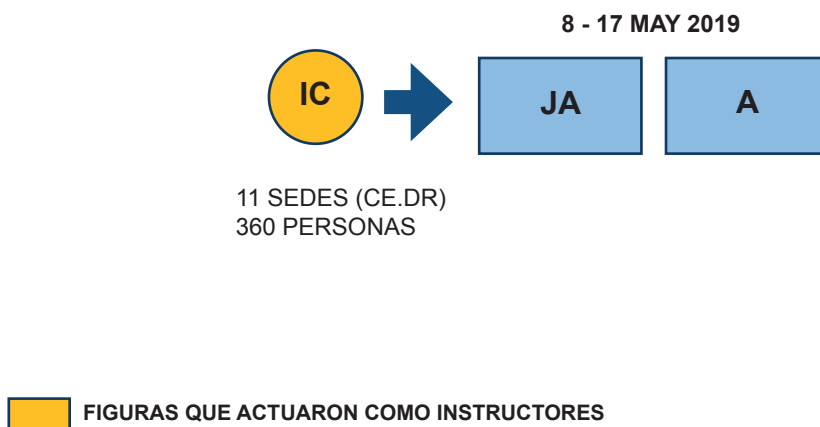 8 - 17 MAY 2019
IC
JA
A
11 SEDES (CE.DR)
360 PERSONAS
FIGURAS QUE ACTUARON COMO INSTRUCTORES